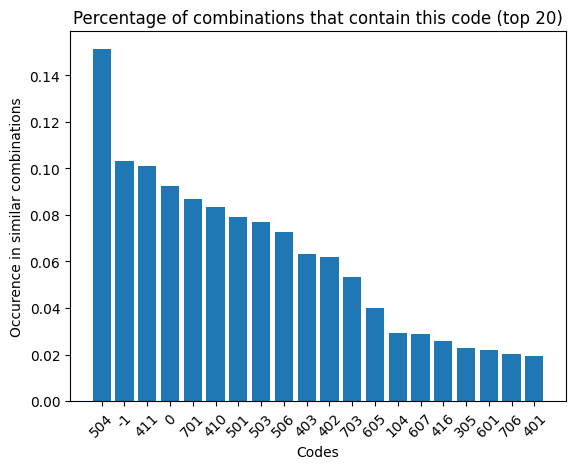 Percentage of combinations that contain this code (top 20)
0.14
0.12
0.10
0.08
0.06
0.04
0.02
0.00
Occurence in similar combinations
504 -1 411 0 701 410 501 503 506 403 402 703 605 104 607 416 305 601 706 401
Codes